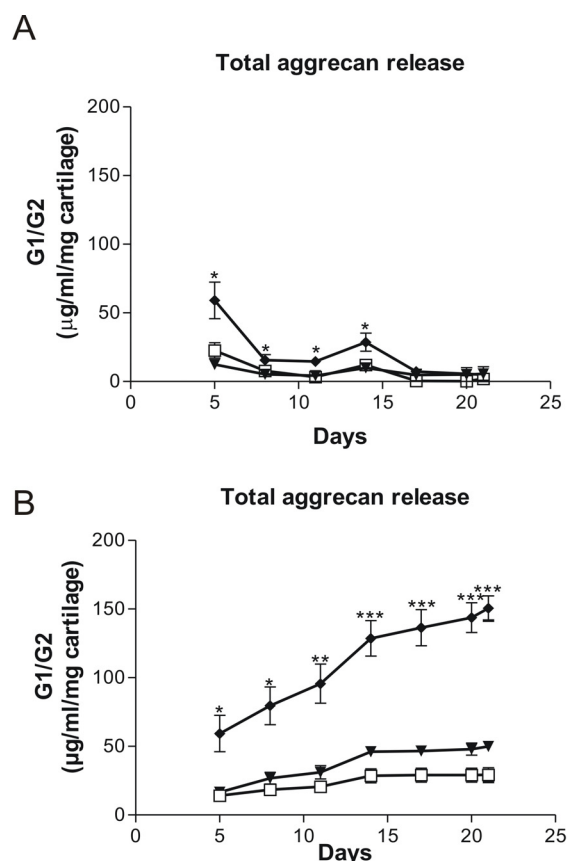 A
Total aggrecan release
G1/G2
(µg/ml/mg cartilage)
200
150
100
50
0
*
*
*
*
0 5 10 15 20 25
Days
B
Total aggrecan release
G1/G2
(µg/ml/mg cartilage)
200
150
100
50
0
*
*
**
***
***
***
***
0 5 10 15 20 25
Days